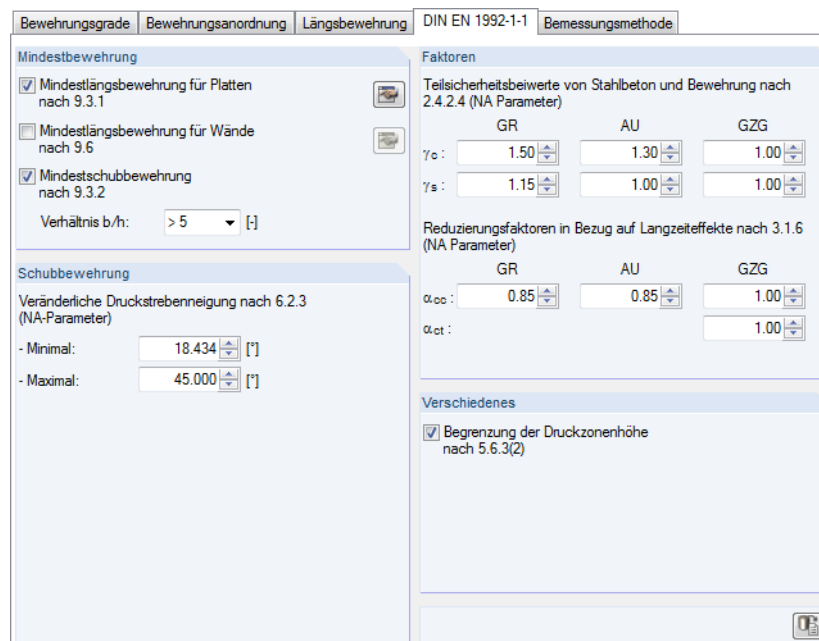 Bewehrungsgrade Bewehrungsanordnung Längsbewehrung DIN EN 1992-1-1 Bemessungsmethode
Mindestbewehrung
Mindestlängsbewehrung für Platten
nach 9.3.1
Mindestlängsbewehrung für Wände
nach 9.6
Mindestschubbewehrung
nach 9.3.2
Verhältnis b/h: > 5 [-]
Schubbewehrung
Veränderliche Druckstrebenneigung nach 6.2.3
(NA-Parameter)
- Minimal: 18.434 [°]
- Maximal: 45.000 [°]
Faktoren
Teilsicherheitsbeiwerte von Stahlbeton und Bewehrung nach
2.4.2.4 (NA Parameter)
GR AU GZG
γc : 1.50 1.30 1.00
γs : 1.15 1.00 1.00
Reduzierungsfaktoren in Bezug auf Langzeiteffekte nach 3.1.6
(NA Parameter)
GR AU GZG
αcc : 0.85 0.85 1.00
αct : 1.00
Verschiedenes
Begrenzung der Druckzonenhöhe
nach 5.6.3(2)